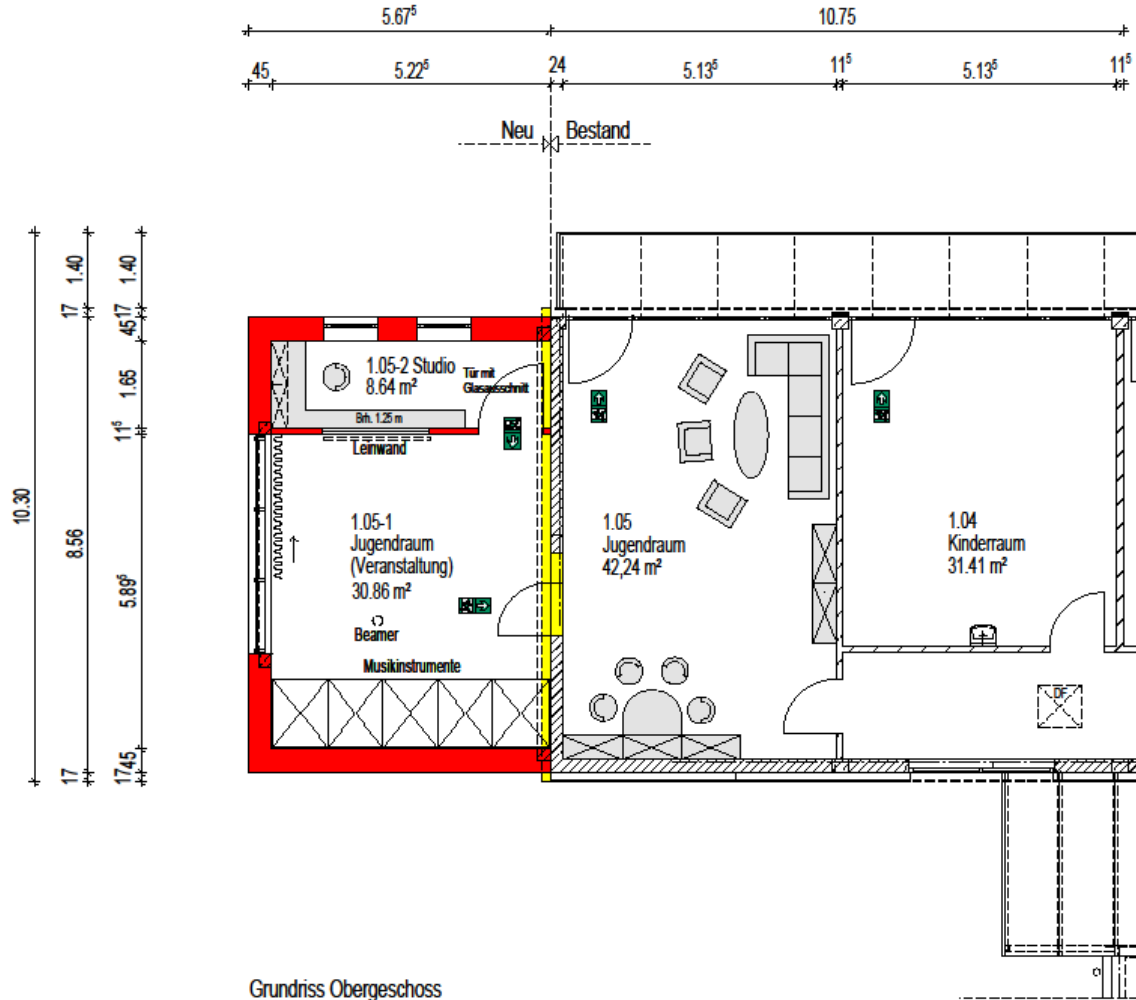 5.67⁵ 10.75
45 5.22⁵ 24 5.13⁵ 11⁵ 5.13⁵ 11⁵
Neu Bestand
10.30
17 8.56 17 1.40
1745 5.89⁵ 11⁵ 1.65 45 17 1.40
1.05-2 Studio
8.64 m²
Tür mit
Glasausschnitt
Brh. 1.25 m
Leinwand
1.05-1
Jugendraum
(Veranstaltung)
30.86 m²
Beamer
Musikinstrumente
1.05
Jugendraum
42,24 m²
1.04
Kinderraum
31.41 m²
DF
Grundriss Obergeschoss